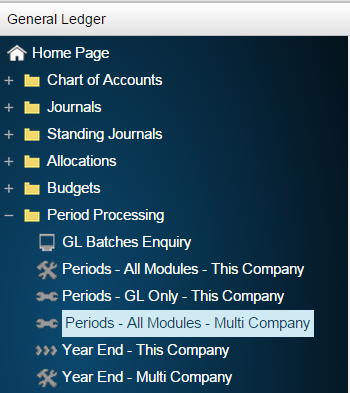 General Ledger
Home Page
Chart of Accounts
Journals
Standing Journals
Allocations
Budgets
Period Processing
GL Batches Enquiry
Periods - All Modules - This Company
Periods - GL Only - This Company
Periods - All Modules - Multi Company
Year End - This Company
Year End - Multi Company